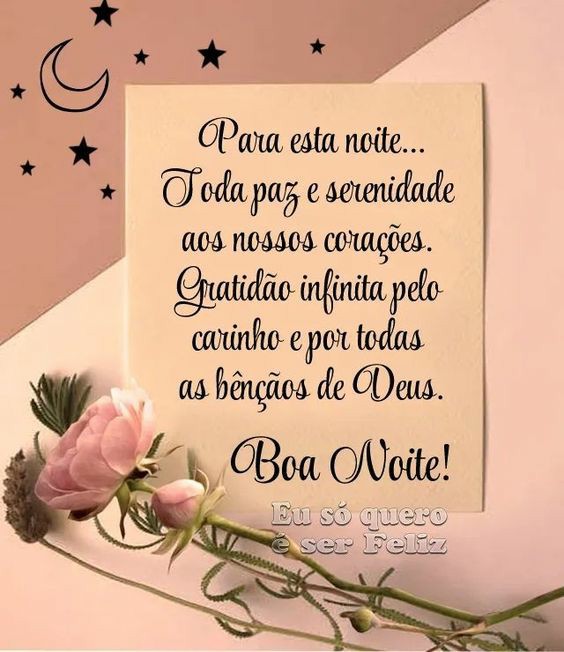 Para esta noite...
Toda paz e serenidade
aos nossos corações.
Gratidão infinita pelo
carinho e por todas
as bênçãos de Deus.
Boa Noite!
Eu só quero
é ser Feliz